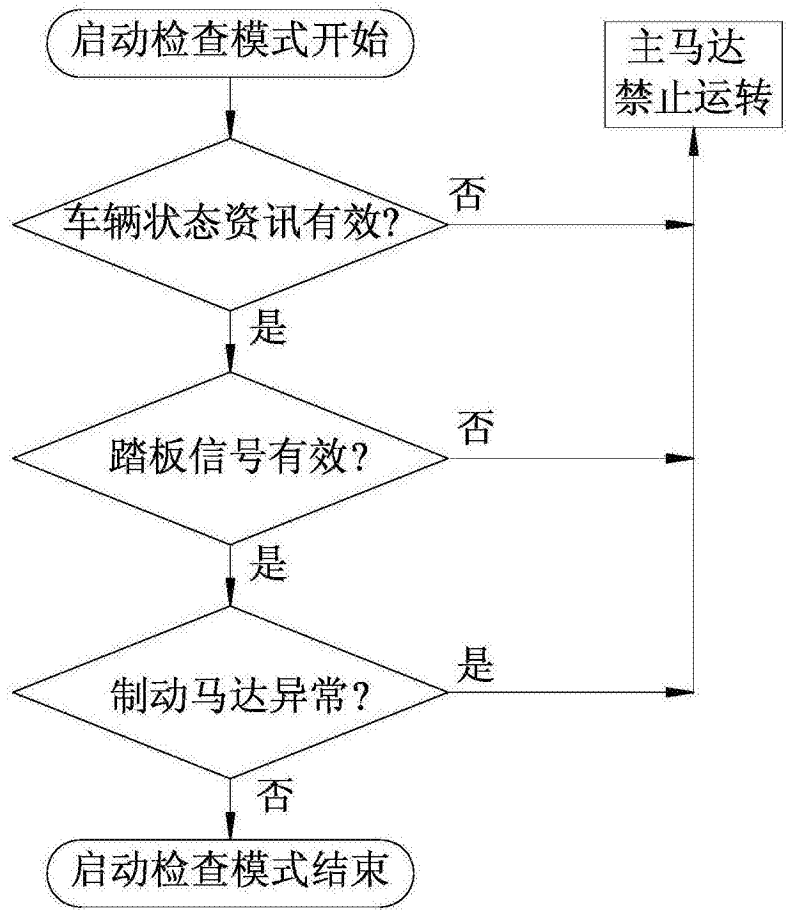 启动检查模式开始
主马达
禁止运转
车辆状态资讯有效?
否
是
踏板信号有效?
否
是
制动马达异常?
是
否
启动检查模式结束